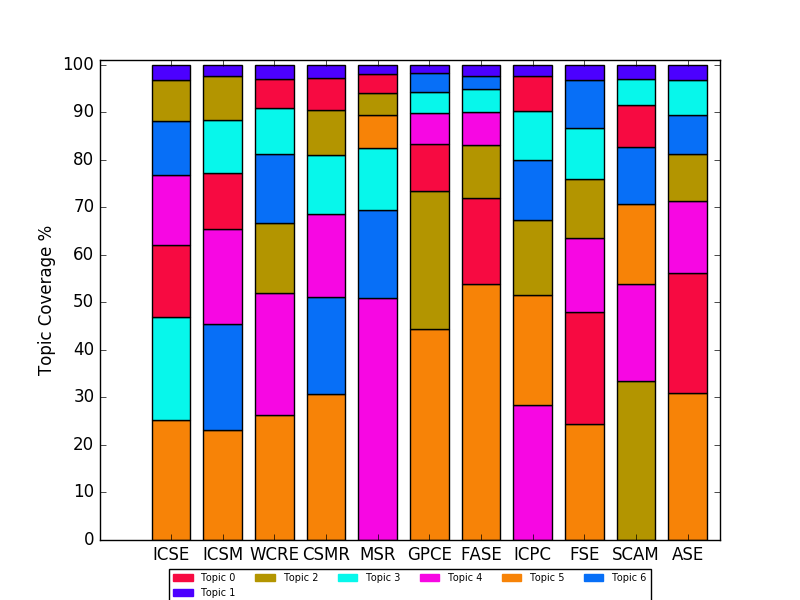 100
90
80
70
60
50
40
30
20
10
0
Topic Coverage %
ICSE ICSM WCRE CSMR MSR GPCE FASE ICPC FSE SCAM ASE
Topic 0 Topic 2 Topic 3 Topic 4 Topic 5 Topic 6
Topic 1